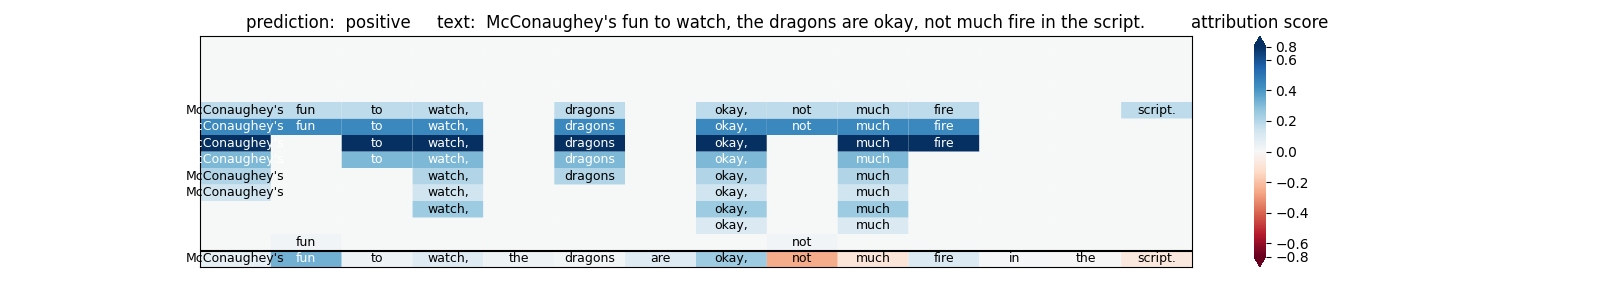 prediction:  positive     text:  McConaughey's fun to watch, the dragons are okay, not much fire in the script.     attribution score
0.8
0.6
McConaughey's fun to watch, dragons okay, not much fire script.
0.4
McConaughey's fun to watch, dragons okay, not much fire
0.2
McConaughey's to watch, dragons okay, much fire
0.0
McConaughey's to watch, dragons okay, much
McConaughey's watch, dragons okay, much
−0.2
McConaughey's watch, okay, much
watch, okay, much
−0.4
okay, much
fun not
−0.6
McConaughey's fun to watch, the dragons are okay, not much fire in the script.
−0.8